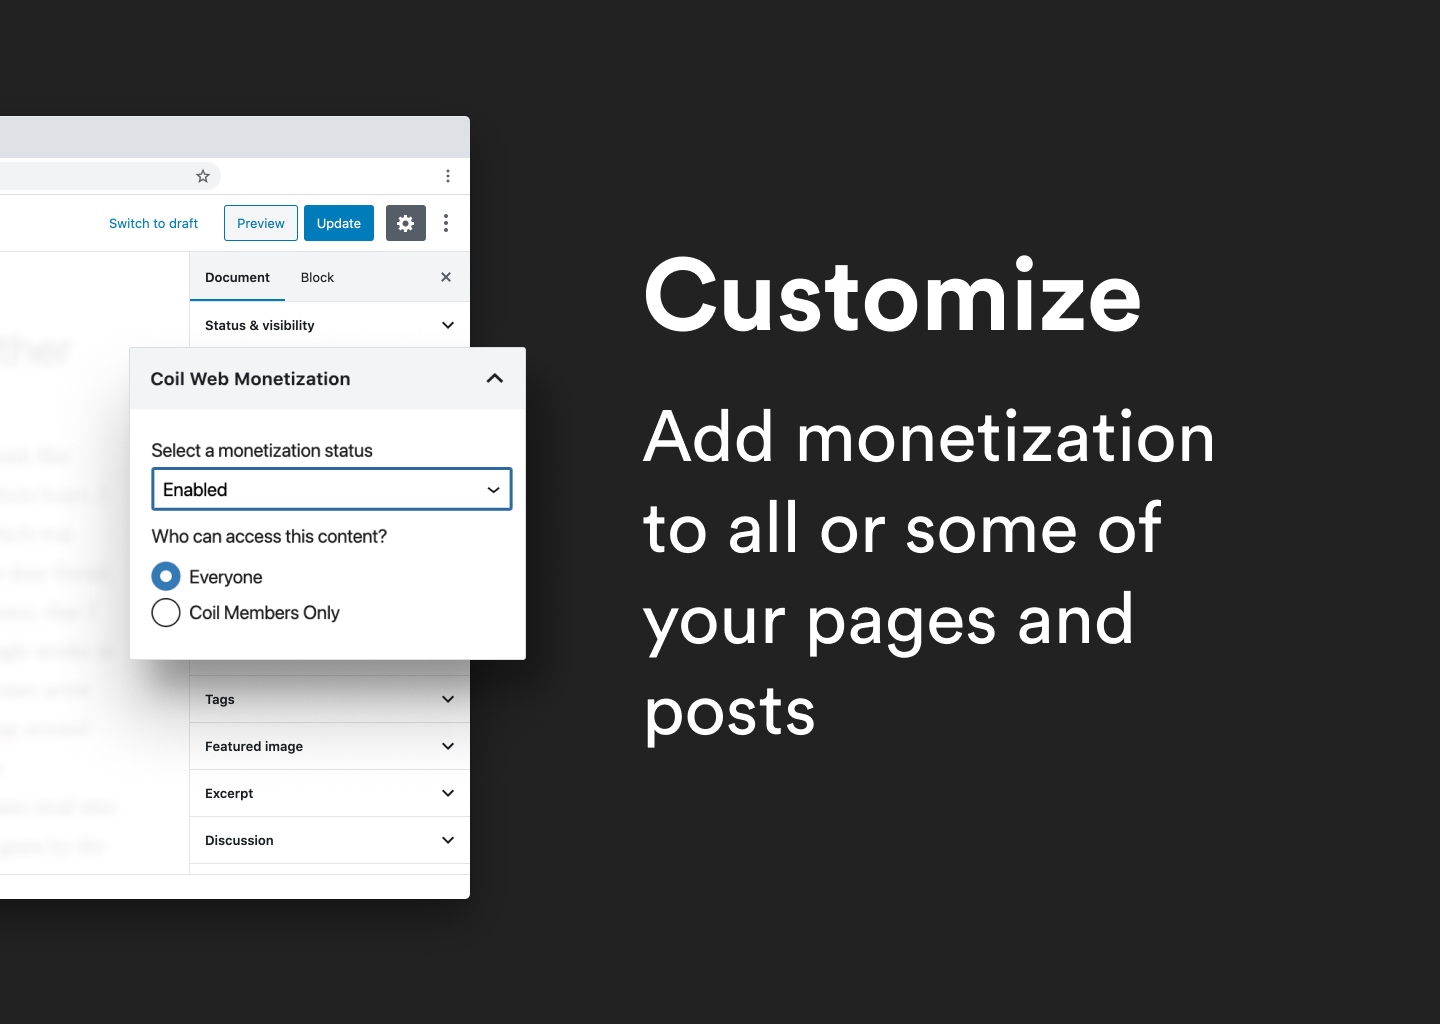 Switch to draft
Preview
Update
Document
Block
Status & visibility
Coil Web Monetization
Select a monetization status
Enabled
Who can access this content?
Everyone
Coil Members Only
Tags
Featured image
Excerpt
Discussion
Customize
Add monetization
to all or some of
your pages and
posts